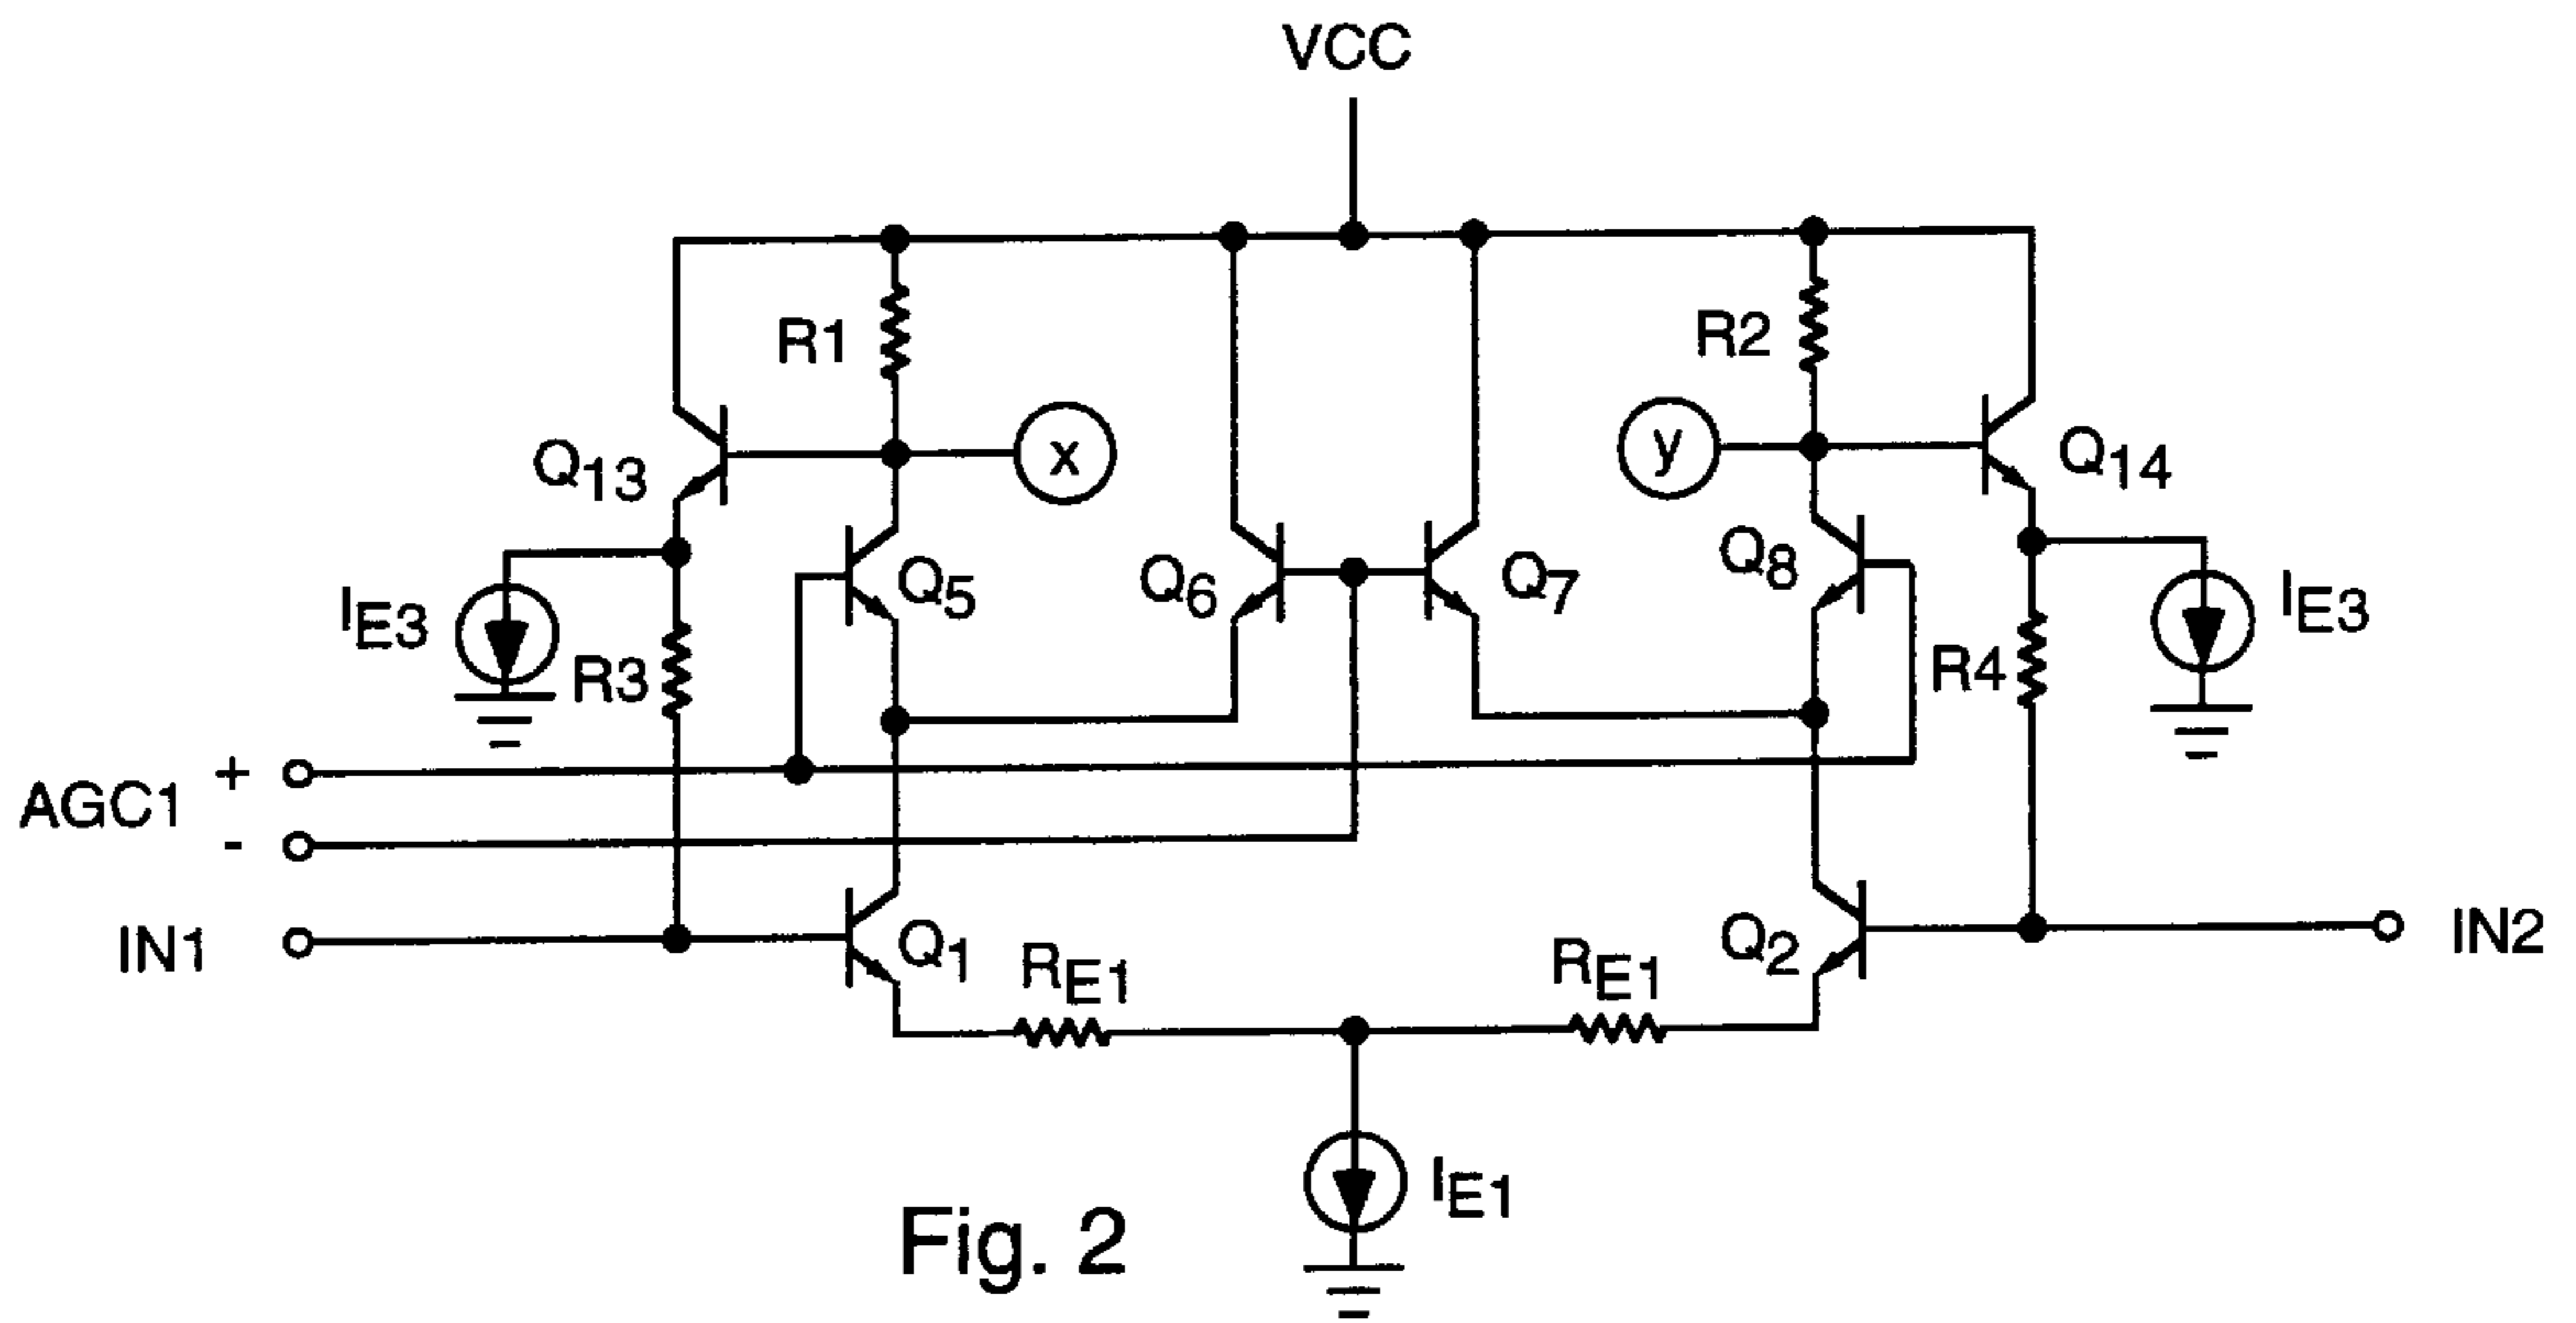 VCC
R1
R2
Q13
x
y
Q14
Q5
Q6
Q7
Q8
IE3
R3
R4
IE3
AGC1
+
-
IN1
Q1
RE1
RE1
Q2
IN2
IE1
Fig. 2